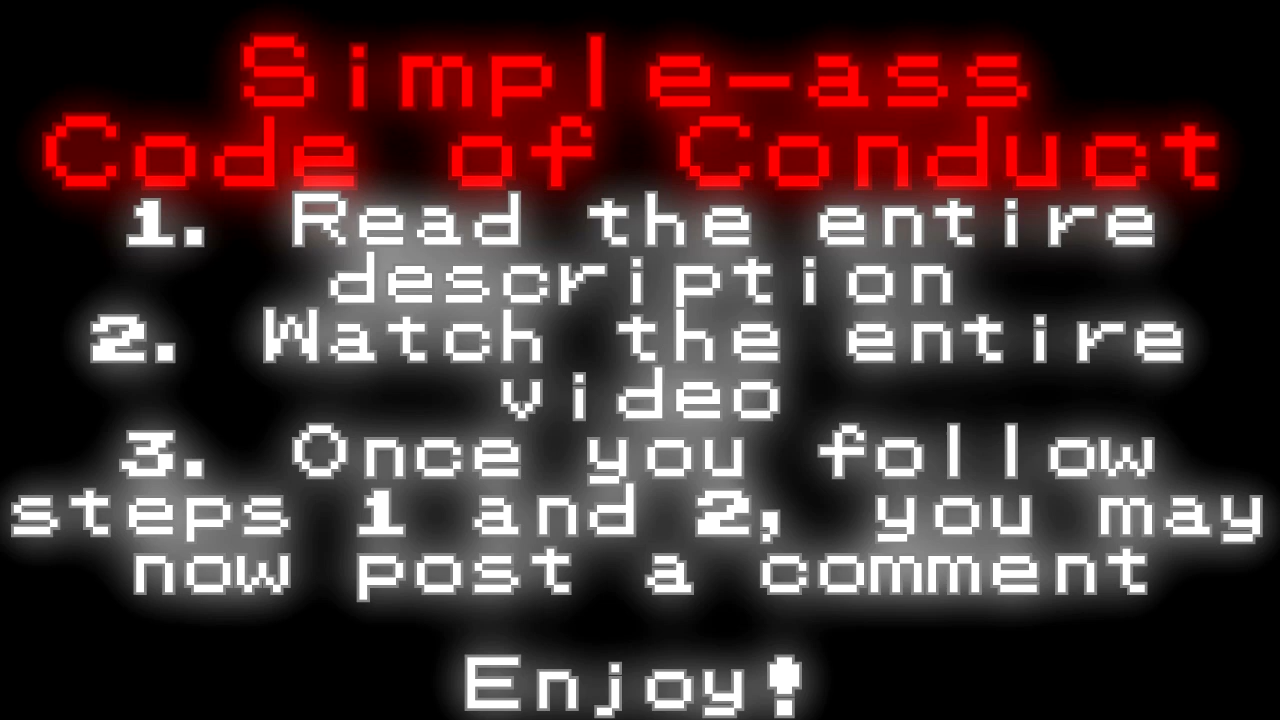 Simple-ass
Code of Conduct
1. Read the entire
description
2. Watch the entire
video
3. Once you follow
steps 1 and 2, you may
now post a comment
Enjoy!